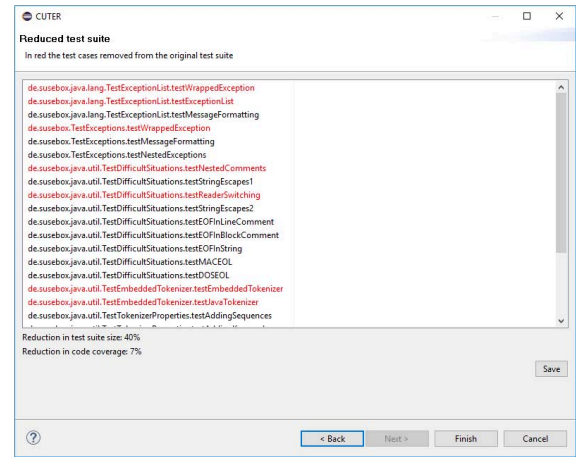 CUTER
Reduced test suite
In red the test cases removed from the original test suite
de.susebox.java.lang.TestExceptionList.testWrappedException
de.susebox.java.lang.TestExceptionList.testExceptionList
de.susebox.java.lang.TestExceptionList.testMessageFormatting
de.susebox.TestExceptions.testWrappedException
de.susebox.TestExceptions.testMessageFormatting
de.susebox.TestExceptions.testNestedExceptions
de.susebox.java.util.TestDifficultSituations.testNestedComments
de.susebox.java.util.TestDifficultSituations.testStringEscapes1
de.susebox.java.util.TestDifficultSituations.testReaderSwitching
de.susebox.java.util.TestDifficultSituations.testStringEscapes2
de.susebox.java.util.TestDifficultSituations.testEOFInLineComment
de.susebox.java.util.TestDifficultSituations.testEOFInBlockComment
de.susebox.java.util.TestDifficultSituations.testEOFInString
de.susebox.java.util.TestDifficultSituations.testMACEOL
de.susebox.java.util.TestDifficultSituations.testDOSEOL
de.susebox.java.util.TestEmbeddedTokenizer.testEmbeddedTokenizer
de.susebox.java.util.TestEmbeddedTokenizer.testJavaTokenizer
de.susebox.java.util.TestTokenizerProperties.testAddingSequences
Reduction in test suite size: 40%
Reduction in code coverage: 7%
Save
?
< Back
Next >
Finish
Cancel